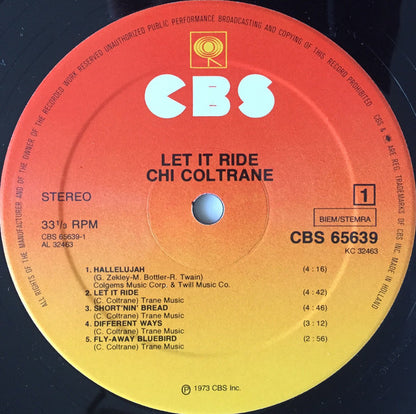 ALL RIGHTS OF THE MANUFACTURER AND OF THE OWNER OF THE RECORDED WORK RESERVED UNAUTHORIZED PUBLIC PERFORMANCE BROADCASTING AND COPYING OF THIS RECORD PROHIBITED
CBS & ARE REG. TRADEMARKS OF CBS INC. MADE IN HOLLAND
CBS
LET IT RIDE
CHI COLTRANE
STEREO
1
33⅓ RPM
BIEM/STEMRA
CBS 65639-1
AL 32463
CBS 65639
KC 32463
1. HALLELUJAH (4:16)
(G. Zekley-M. Bottler-R. Twain)
Colgems Music Corp. & Twill Music Co.
2. LET IT RIDE (4:42)
(C. Coltrane) Trane Music
3. SHORT'NIN' BREAD (4:46)
(C. Coltrane) Trane Music
4. DIFFERENT WAYS (3:12)
(C. Coltrane) Trane Music
5. FLY-AWAY BLUEBIRD (2:56)
(C. Coltrane) Trane Music
℗ 1973 CBS Inc.